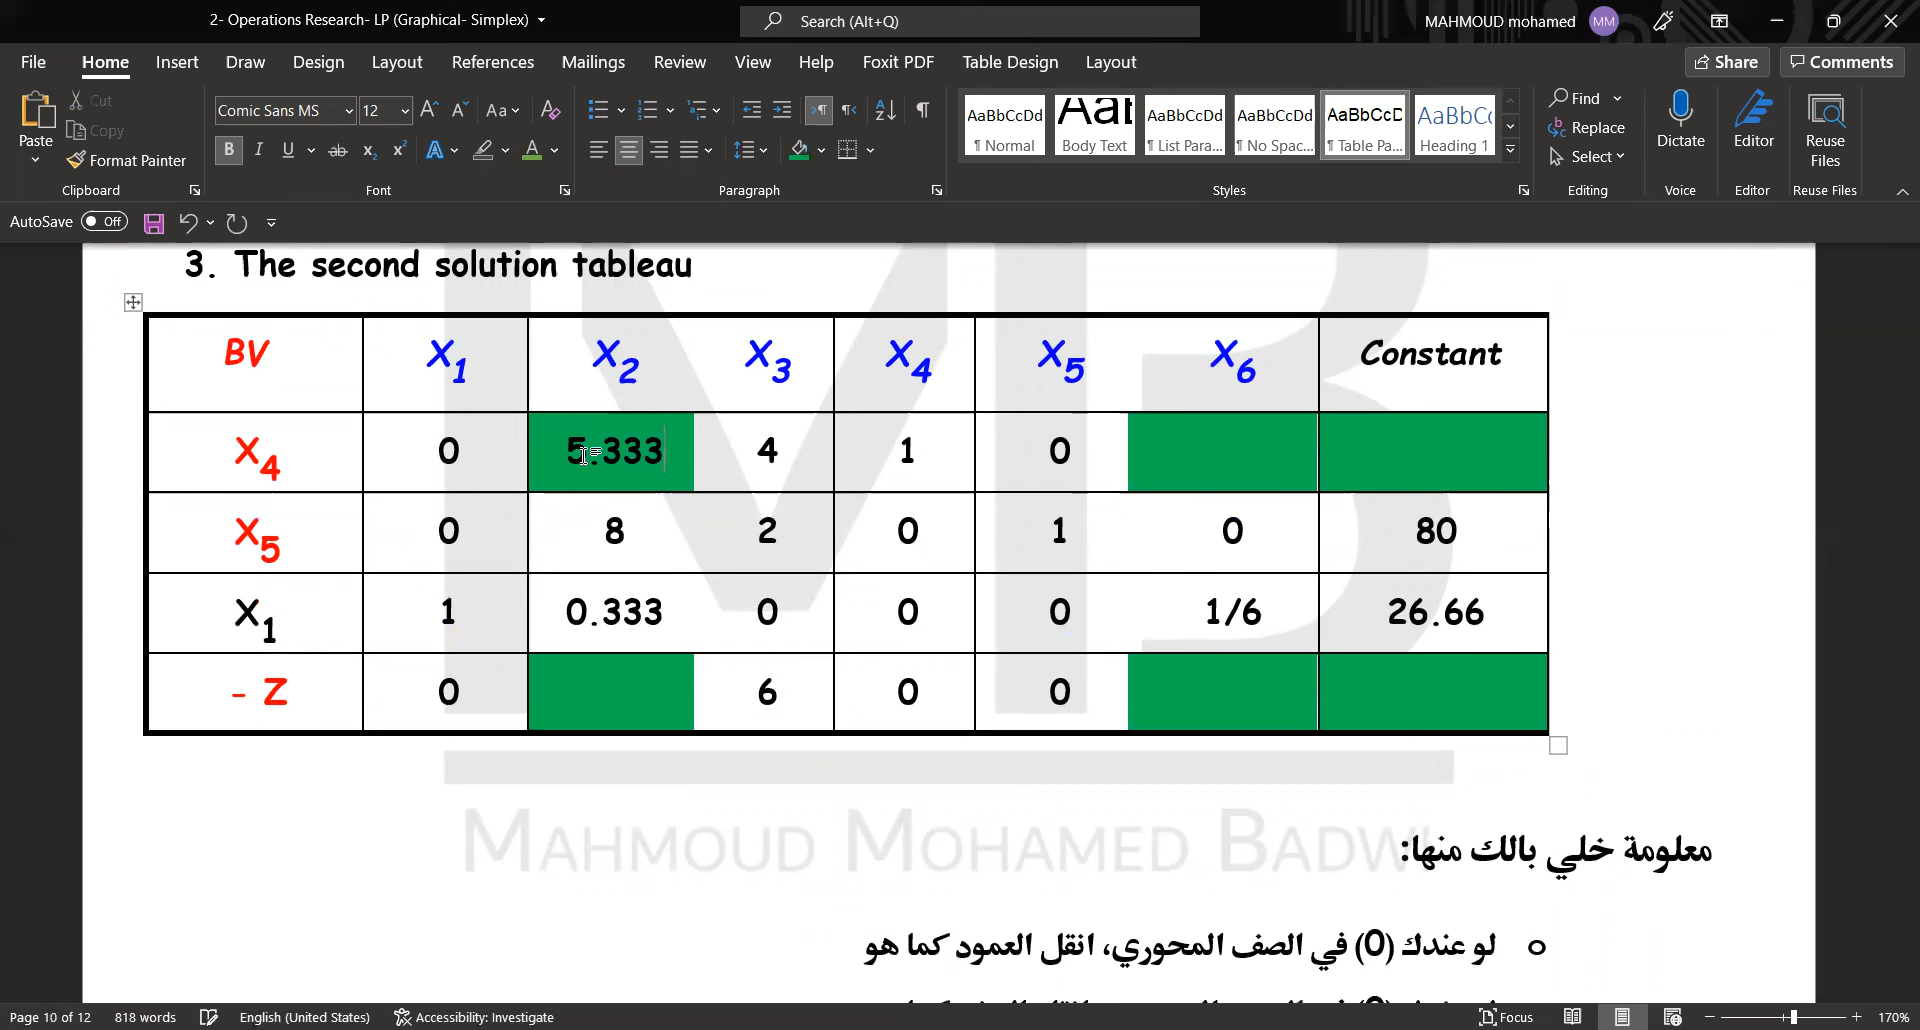 2- Operations Research- LP (Graphical- Simplex)
Search (Alt+Q)
MAHMOUD mohamed MM
File Home Insert Draw Design Layout References Mailings Review View Help Foxit PDF Table Design Layout
Share Comments
Paste
Cut
Copy
Format Painter
Clipboard
Comic Sans MS 12
Font
Paragraph
AaBbCcDd AaBbCcDd AaBbCcDd AaBbCc
¶ Normal Body Text ¶ List Para... ¶ No Spac... ¶ Table Pa... Heading 1
Styles
Find
Replace
Select
Editing
Dictate
Voice
Editor
Editor
Reuse Files
Reuse Files
AutoSave Off
3. The second solution tableau
BV X1 X2 X3 X4 X5 X6 Constant
X4 0 5.333 4 1 0
X5 0 8 2 0 1 0 80
X1 1 0.333 0 0 0 1/6 26.66
- Z 0 6 0 0
MAHMOUD MOHAMED BADWI
معلومة خلي بالك منها:
o لو عندك (0) في الصف المحوري، انقل العمود كما هو
Page 10 of 12 818 words English (United States) Accessibility: Investigate
Focus 170%